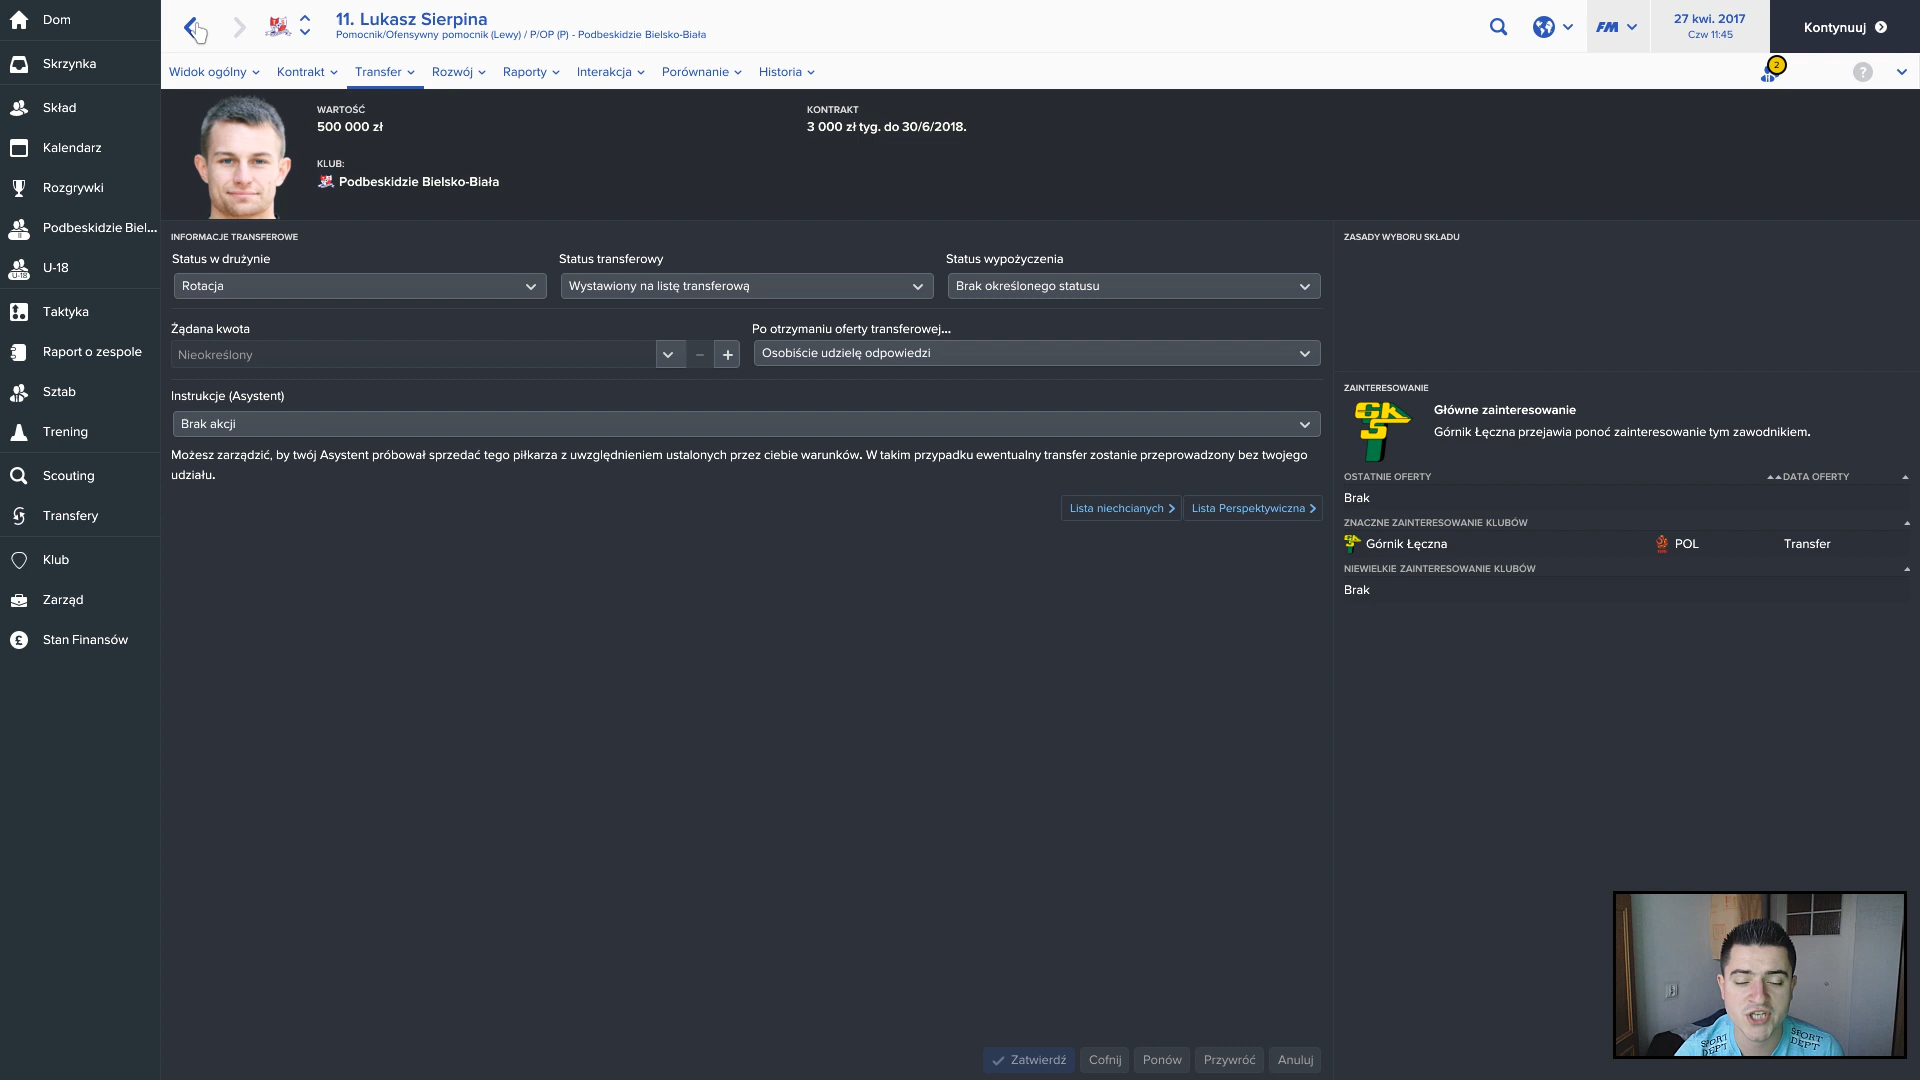 Dom
Skrzynka
Skład
Kalendarz
Rozgrywki
Podbeskidzie Biel...
U-18
Taktyka
Raport o zespole
Sztab
Trening
Scouting
Transfery
Klub
Zarząd
Stan Finansów
11. Lukasz Sierpina
Pomocnik/Ofensywny pomocnik (Lewy) / P/OP (P) - Podbeskidzie Bielsko-Biała
FM
27 kwi. 2017
Czw 11:45
Kontynuuj
Widok ogólny
Kontrakt
Transfer
Rozwój
Raporty
Interakcja
Porównanie
Historia
2
?
WARTOŚĆ
500 000 zł
KONTRAKT
3 000 zł tyg. do 30/6/2018.
KLUB:
Podbeskidzie Bielsko-Biała
INFORMACJE TRANSFEROWE
Status w drużynie
Status transferowy
Status wypożyczenia
Rotacja
Wystawiony na listę transferową
Brak określonego statusu
Żądana kwota
Po otrzymaniu oferty transferowej...
Nieokreślony
Osobiście udzielę odpowiedzi
Instrukcje (Asystent)
Brak akcji
Możesz zarządzić, by twój Asystent próbował sprzedać tego piłkarza z uwzględnieniem ustalonych przez ciebie warunków. W takim przypadku ewentualny transfer zostanie przeprowadzony bez twojego
udziału.
Lista niechcianych
Lista Perspektywiczna
ZASADY WYBORU SKŁADU
ZAINTERESOWANIE
Główne zainteresowanie
Górnik Łęczna przejawia ponoć zainteresowanie tym zawodnikiem.
OSTATNIE OFERTY
DATA OFERTY
Brak
ZNACZNE ZAINTERESOWANIE KLUBÓW
Górnik Łęczna
POL
Transfer
NIEWIELKIE ZAINTERESOWANIE KLUBÓW
Brak
Zatwierdź
Cofnij
Ponów
Przywróć
Anuluj
SPORT
DEPT
SPORT
DEPT